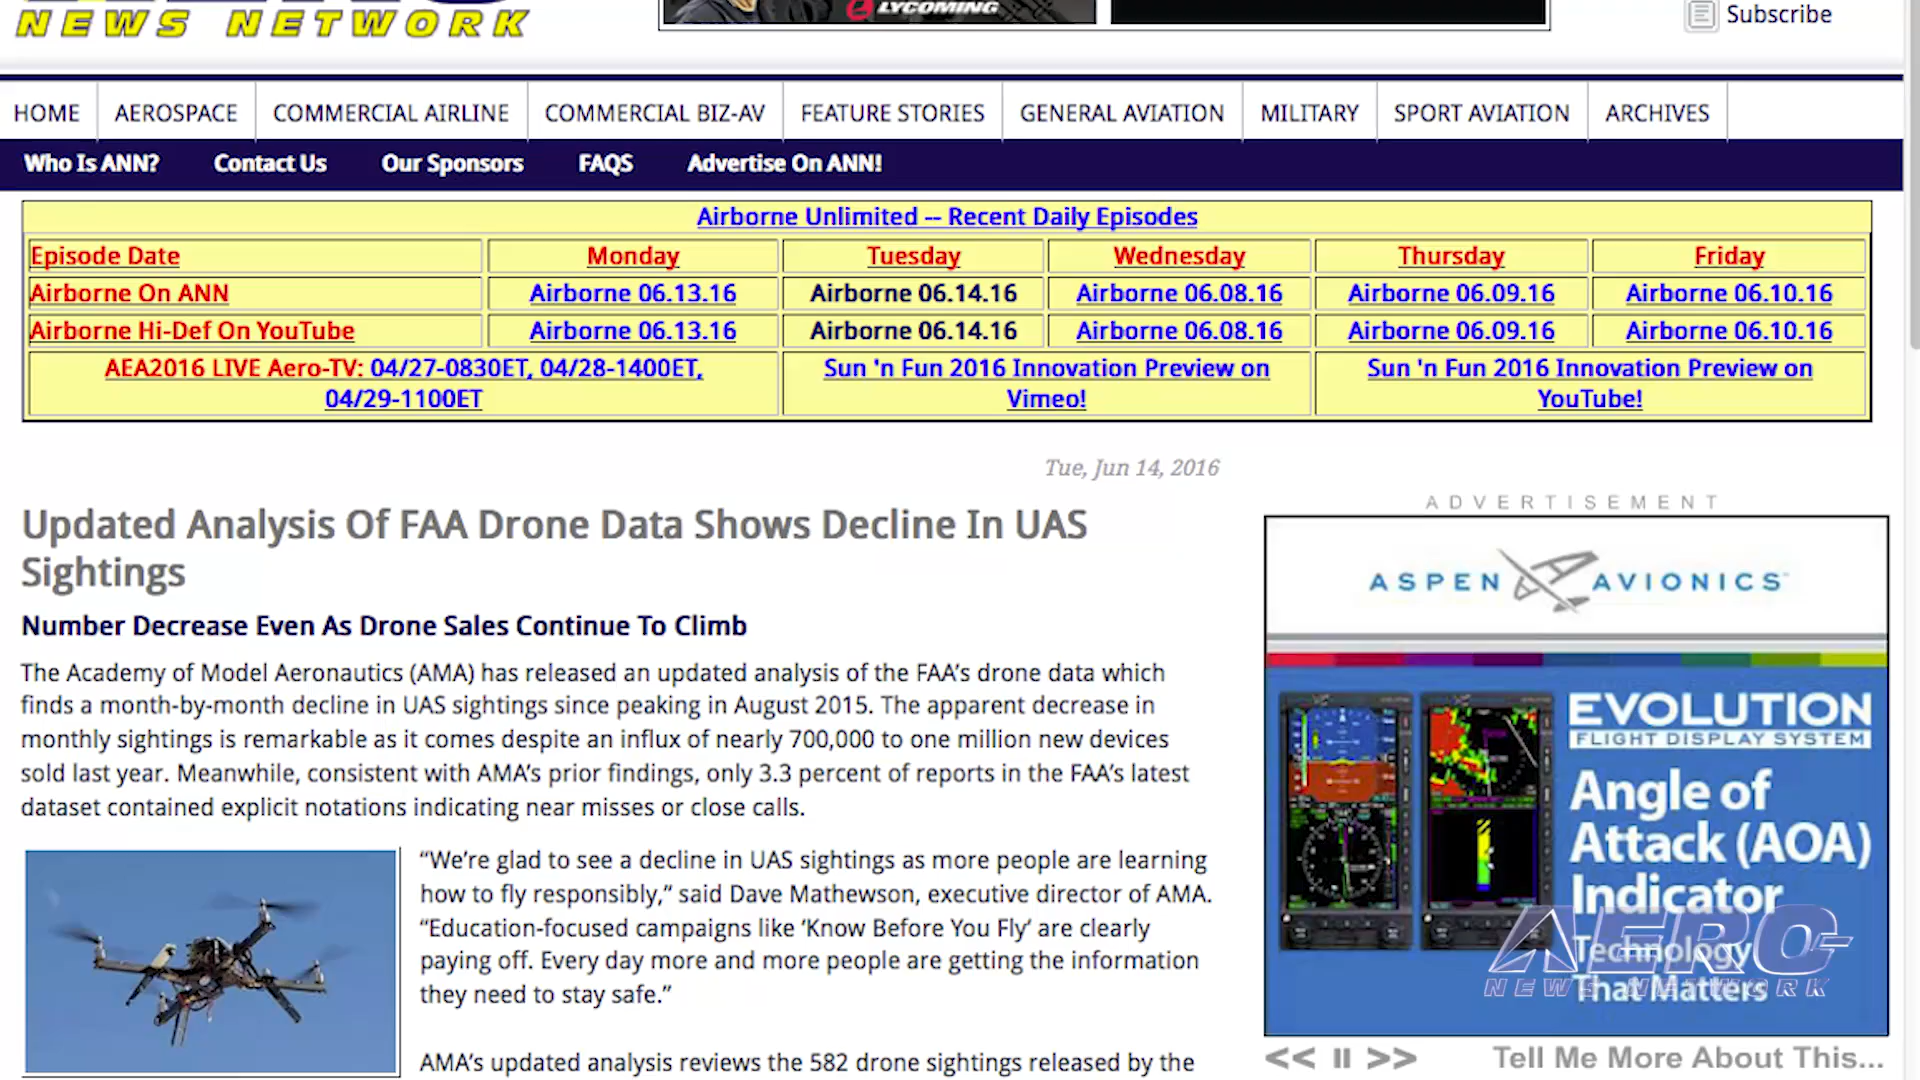 NEWS NETWORK
LYCOMING
Subscribe
HOME AEROSPACE COMMERCIAL AIRLINE COMMERCIAL BIZ-AV FEATURE STORIES GENERAL AVIATION MILITARY SPORT AVIATION ARCHIVES
Who Is ANN? Contact Us Our Sponsors FAQS Advertise On ANN!
Airborne Unlimited -- Recent Daily Episodes
Episode Date Monday Tuesday Wednesday Thursday Friday
Airborne On ANN Airborne 06.13.16 Airborne 06.14.16 Airborne 06.08.16 Airborne 06.09.16 Airborne 06.10.16
Airborne Hi-Def On YouTube Airborne 06.13.16 Airborne 06.14.16 Airborne 06.08.16 Airborne 06.09.16 Airborne 06.10.16
AEA2016 LIVE Aero-TV: 04/27-0830ET, 04/28-1400ET,
04/29-1100ET
Sun 'n Fun 2016 Innovation Preview on
Vimeo!
Sun 'n Fun 2016 Innovation Preview on
YouTube!
Tue, Jun 14, 2016
Updated Analysis Of FAA Drone Data Shows Decline In UAS
Sightings
Number Decrease Even As Drone Sales Continue To Climb
The Academy of Model Aeronautics (AMA) has released an updated analysis of the FAA’s drone data which
finds a month-by-month decline in UAS sightings since peaking in August 2015. The apparent decrease in
monthly sightings is remarkable as it comes despite an influx of nearly 700,000 to one million new devices
sold last year. Meanwhile, consistent with AMA’s prior findings, only 3.3 percent of reports in the FAA’s latest
dataset contained explicit notations indicating near misses or close calls.
“We’re glad to see a decline in UAS sightings as more people are learning
how to fly responsibly,” said Dave Mathewson, executive director of AMA.
“Education-focused campaigns like ‘Know Before You Fly’ are clearly
paying off. Every day more and more people are getting the information
they need to stay safe.”
AMA’s updated analysis reviews the 582 drone sightings released by the
ADVERTISEMENT
ASPEN AVIONICS
EVOLUTION
FLIGHT DISPLAY SYSTEM
Angle of
Attack (AOA)
Indicator
Technology
That Matters
AERO-
NEWS NETWORK
<< II >> Tell Me More About This...